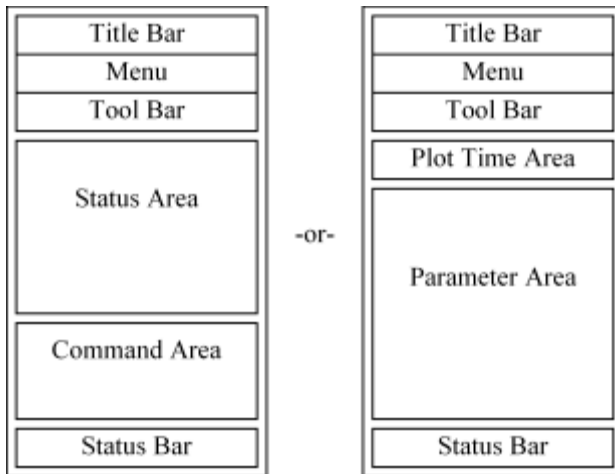 Title Bar
Menu
Tool Bar
Status Area
Command Area
Status Bar
-or-
Title Bar
Menu
Tool Bar
Plot Time Area
Parameter Area
Status Bar